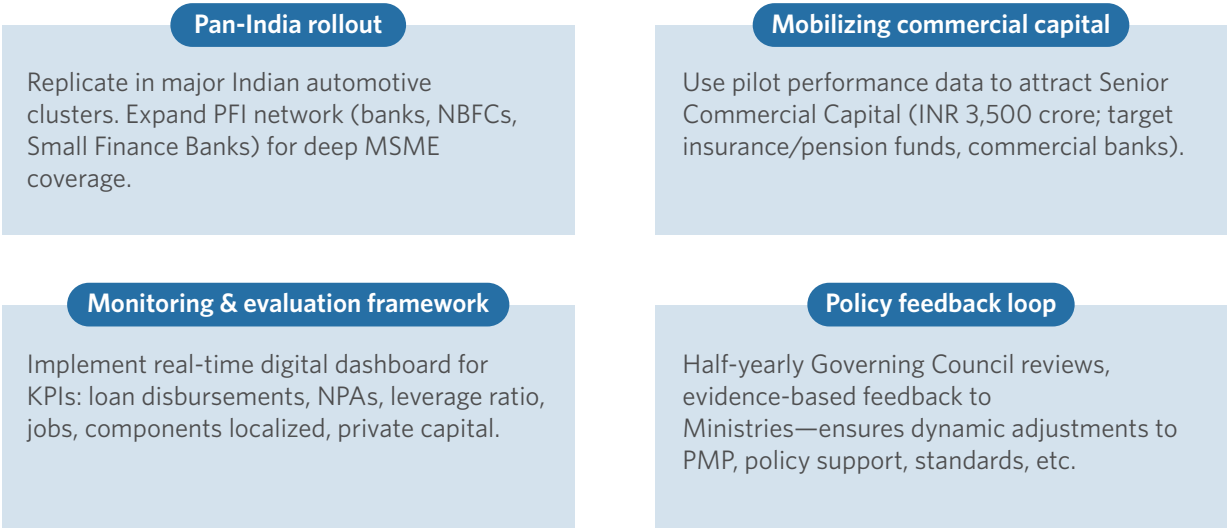 Pan-India rollout
Replicate in major Indian automotive
clusters. Expand PFI network (banks, NBFCs,
Small Finance Banks) for deep MSME
coverage.
Mobilizing commercial capital
Use pilot performance data to attract Senior
Commercial Capital (INR 3,500 crore; target
insurance/pension funds, commercial banks).
Monitoring & evaluation framework
Implement real-time digital dashboard for
KPIs: loan disbursements, NPAs, leverage ratio,
jobs, components localized, private capital.
Policy feedback loop
Half-yearly Governing Council reviews,
evidence-based feedback to
Ministries—ensures dynamic adjustments to
PMP, policy support, standards, etc.